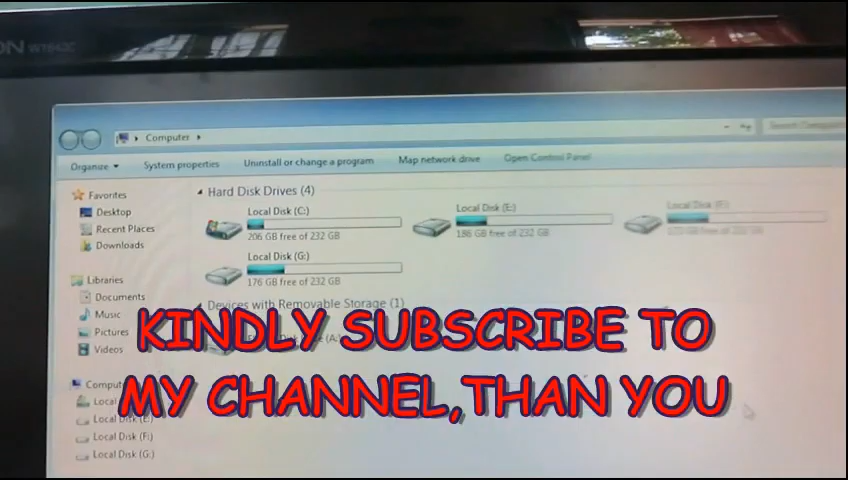 W1642C
Computer
Organize
System properties
Uninstall or change a program
Map network drive
Open Control Panel
Favorites
Desktop
Recent Places
Downloads
Libraries
Documents
Music
Pictures
Videos
Local Disk (E:)
Local Disk (F:)
Local Disk (G:)
Hard Disk Drives (4)
Local Disk (C:)
206 GB free of 232 GB
Local Disk (E:)
186 GB free of 232 GB
Local Disk (F:)
Local Disk (G:)
176 GB free of 232 GB
Devices with Removable Storage (1)
KINDLY SUBSCRIBE TO
MY CHANNEL,THAN YOU